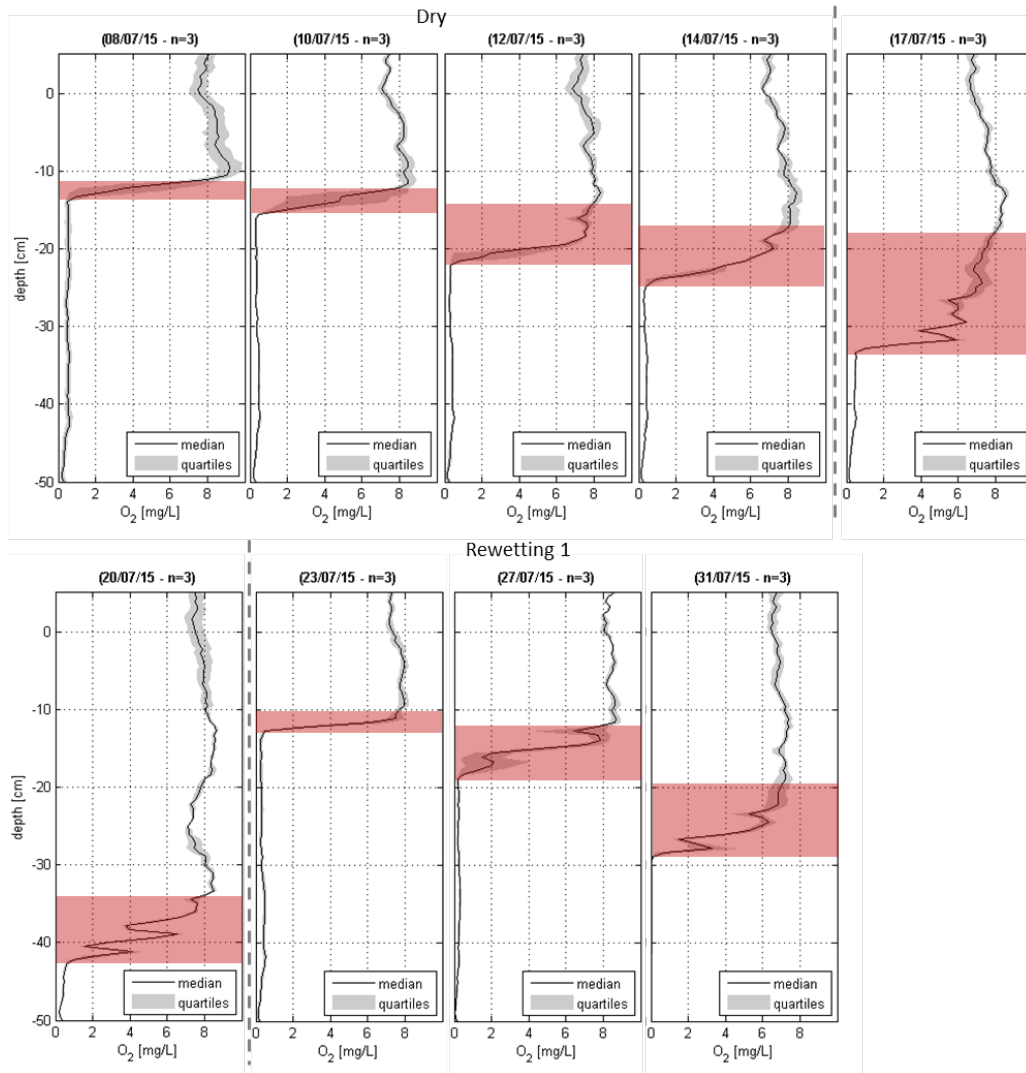 Dry
(08/07/15 - n=3) (10/07/15 - n=3) (12/07/15 - n=3) (14/07/15 - n=3) (17/07/15 - n=3)
0
-10
-20
depth [cm]
-30
-40
median median median median median
quartiles quartiles quartiles quartiles quartiles
-50
0 2 4 6 8 0 2 4 6 8 0 2 4 6 8 0 2 4 6 8 0 2 4 6 8
O2 [mg/L] O2 [mg/L] O2 [mg/L] O2 [mg/L] O2 [mg/L]
Rewetting 1
(20/07/15 - n=3) (23/07/15 - n=3) (27/07/15 - n=3) (31/07/15 - n=3)
0
-10
-20
depth [cm]
-30
-40
median median median median
quartiles quartiles quartiles quartiles
-50
0 2 4 6 8 0 2 4 6 8 0 2 4 6 8 0 2 4 6 8
O2 [mg/L] O2 [mg/L] O2 [mg/L] O2 [mg/L]